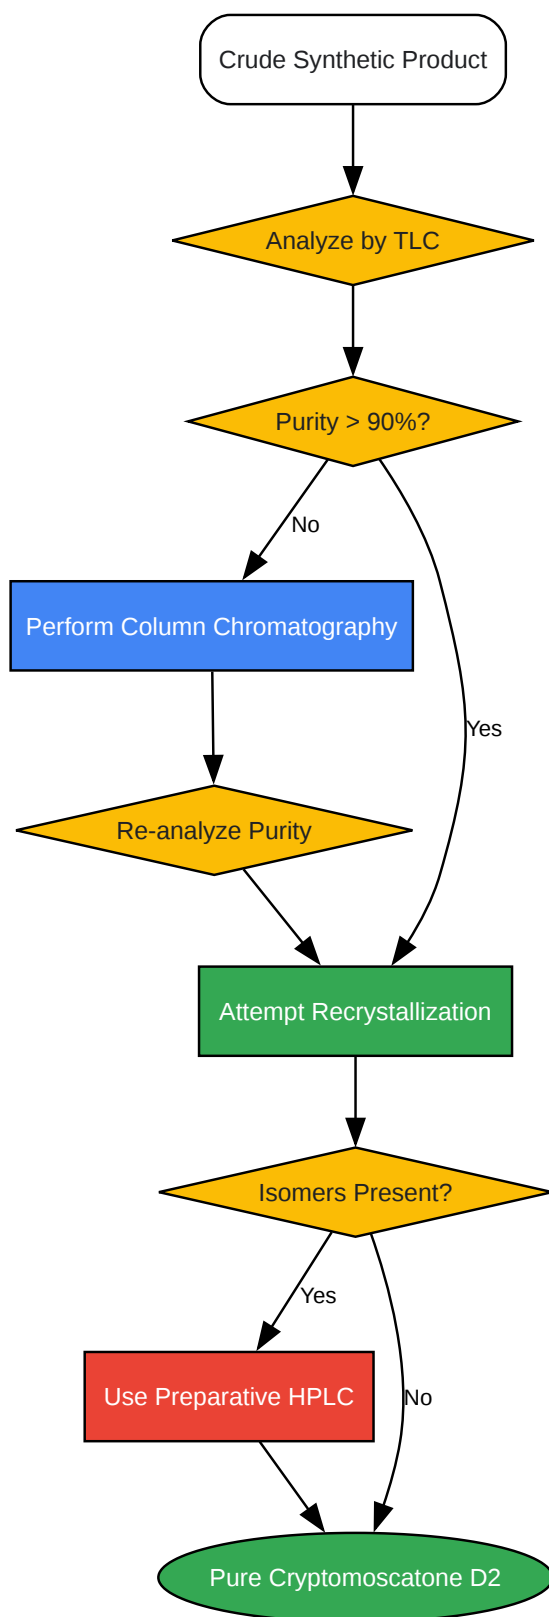 Crude Synthetic Product
Analyze by TLC
Purity > 90%?
No
Perform Column Chromatography
Yes
Re-analyze Purity
Attempt Recrystallization
Isomers Present?
Yes
Use Preparative HPLC
No
Pure Cryptomoscatone D2